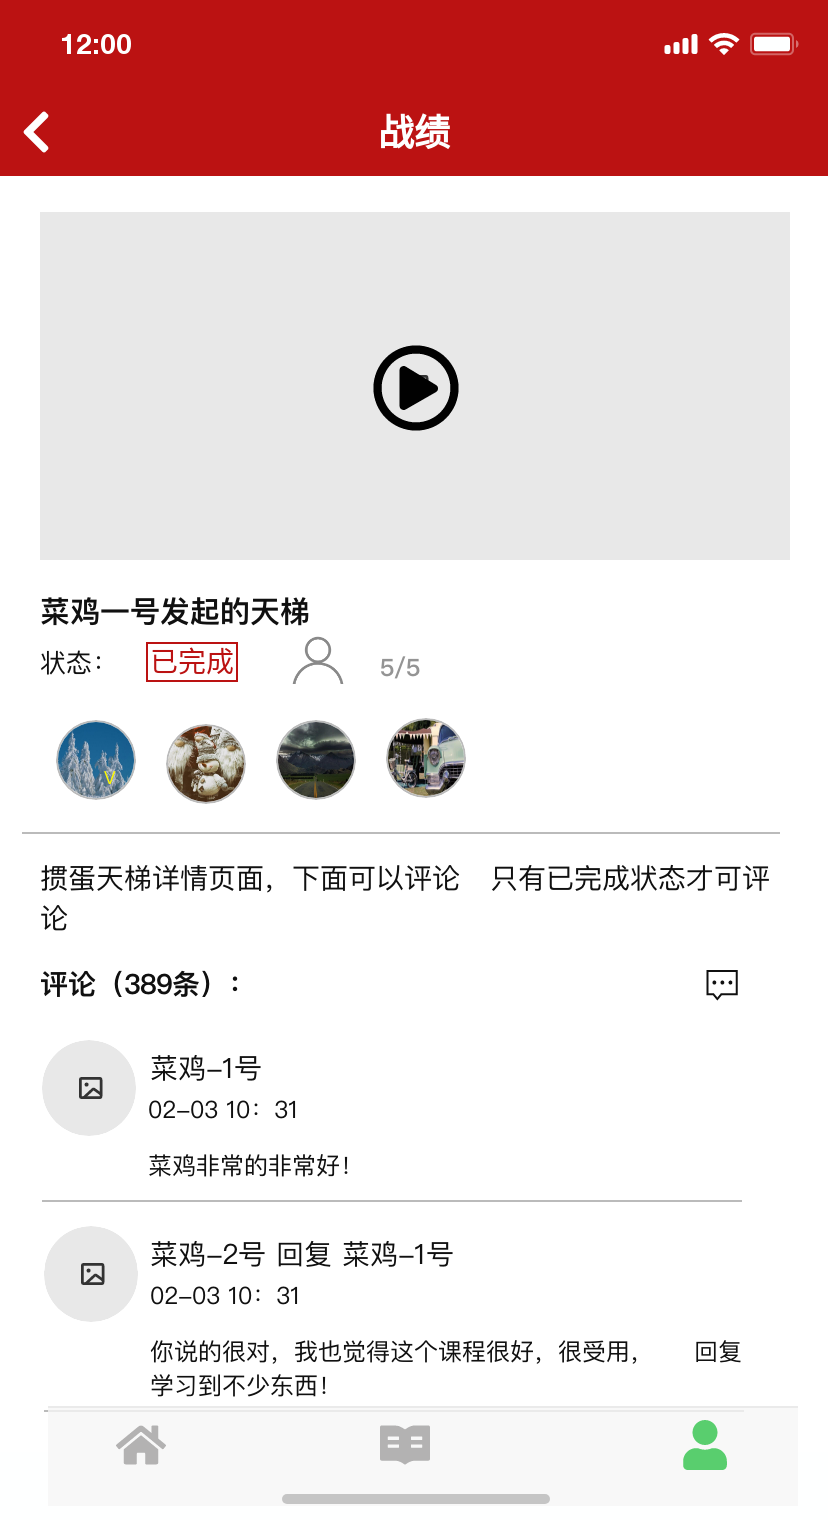 12:00
战绩
菜鸡一号发起的天梯
状态：
已完成
5/5
V
掼蛋天梯详情页面，下面可以评论 只有已完成状态才可评
论
评论（389条）：
菜鸡–1号
02–03 10：31
菜鸡非常的非常好！
菜鸡–2号 回复 菜鸡–1号
02–03 10：31
你说的很对，我也觉得这个课程很好，很受用， 回复
学习到不少东西！